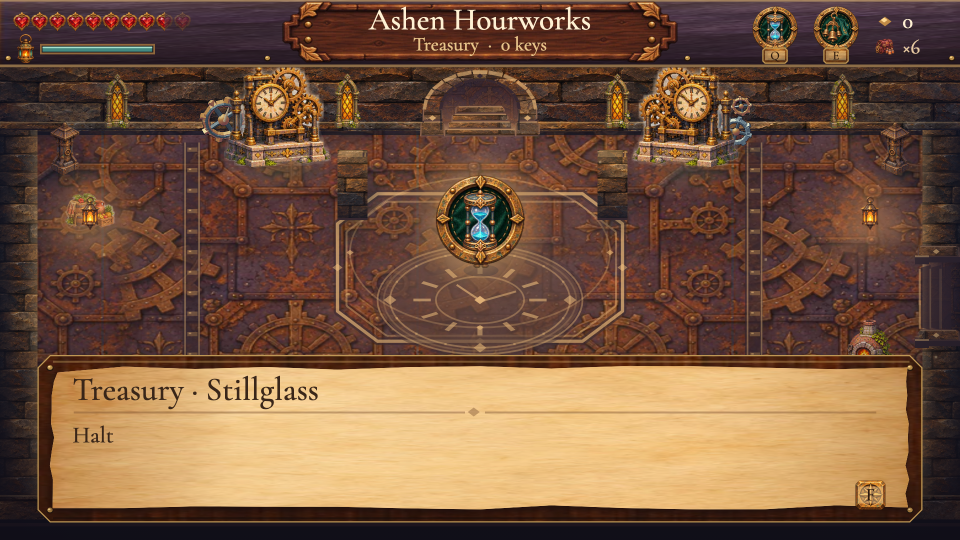 Ashen Hourworks
Treasury · 0 keys
Q
E
0
×6
Treasury · Stillglass
Halt
F